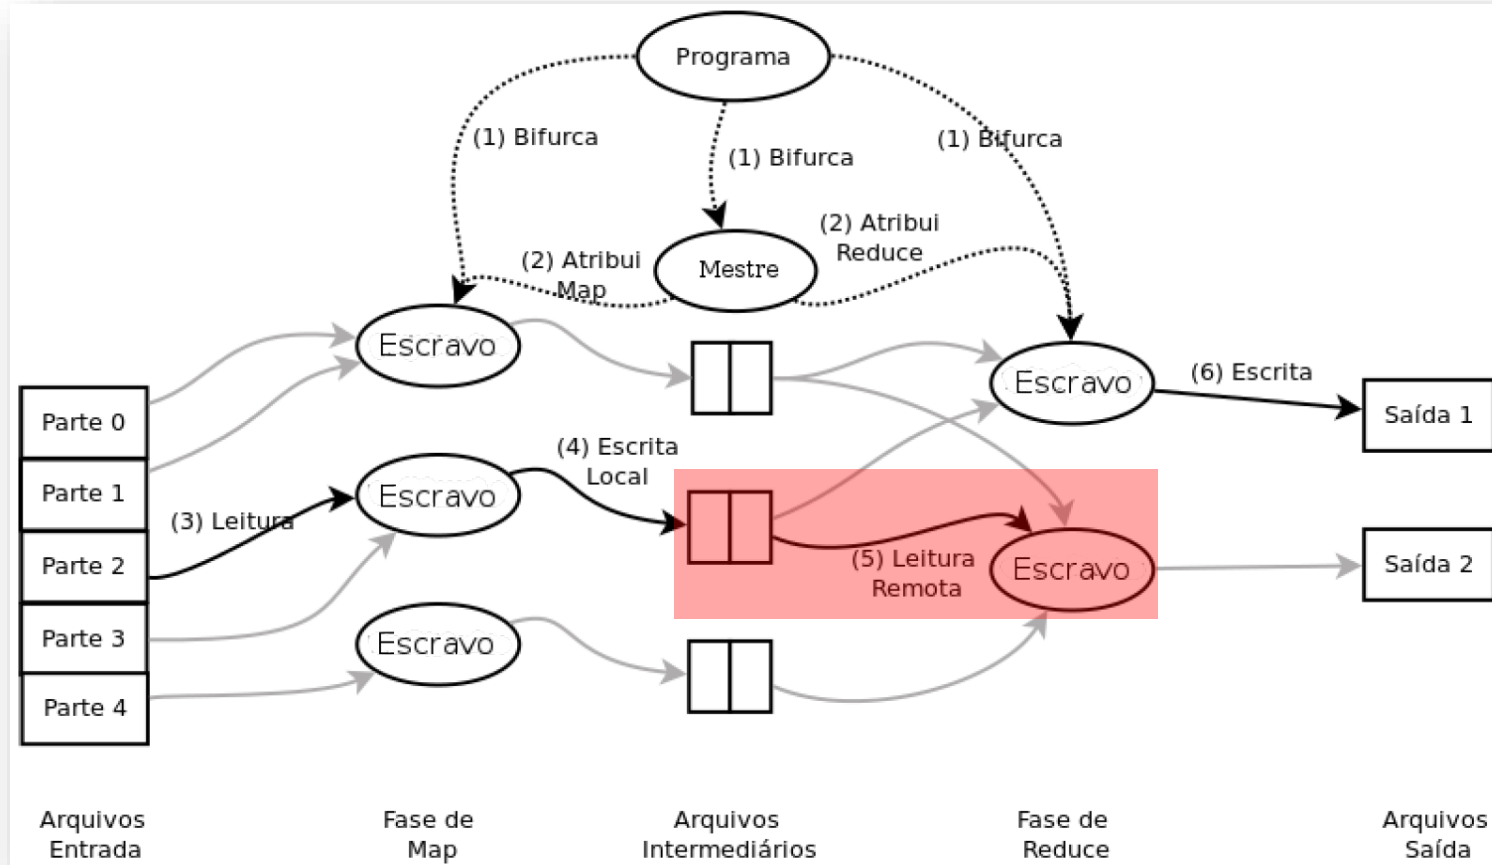 Programa
(1) Bifurca
(1) Bifurca
(1) Bifurca
(2) Atribui
Map
Mestre
(2) Atribui
Reduce
Escravo
Escravo
(6) Escrita
Saída 1
Parte 0
Parte 1
Parte 2
Parte 3
Parte 4
(3) Leitura
Escravo
(4) Escrita
Local
(5) Leitura
Remota
Escravo
Saída 2
Escravo
Arquivos
Entrada
Fase de
Map
Arquivos
Intermediários
Fase de
Reduce
Arquivos
Saída